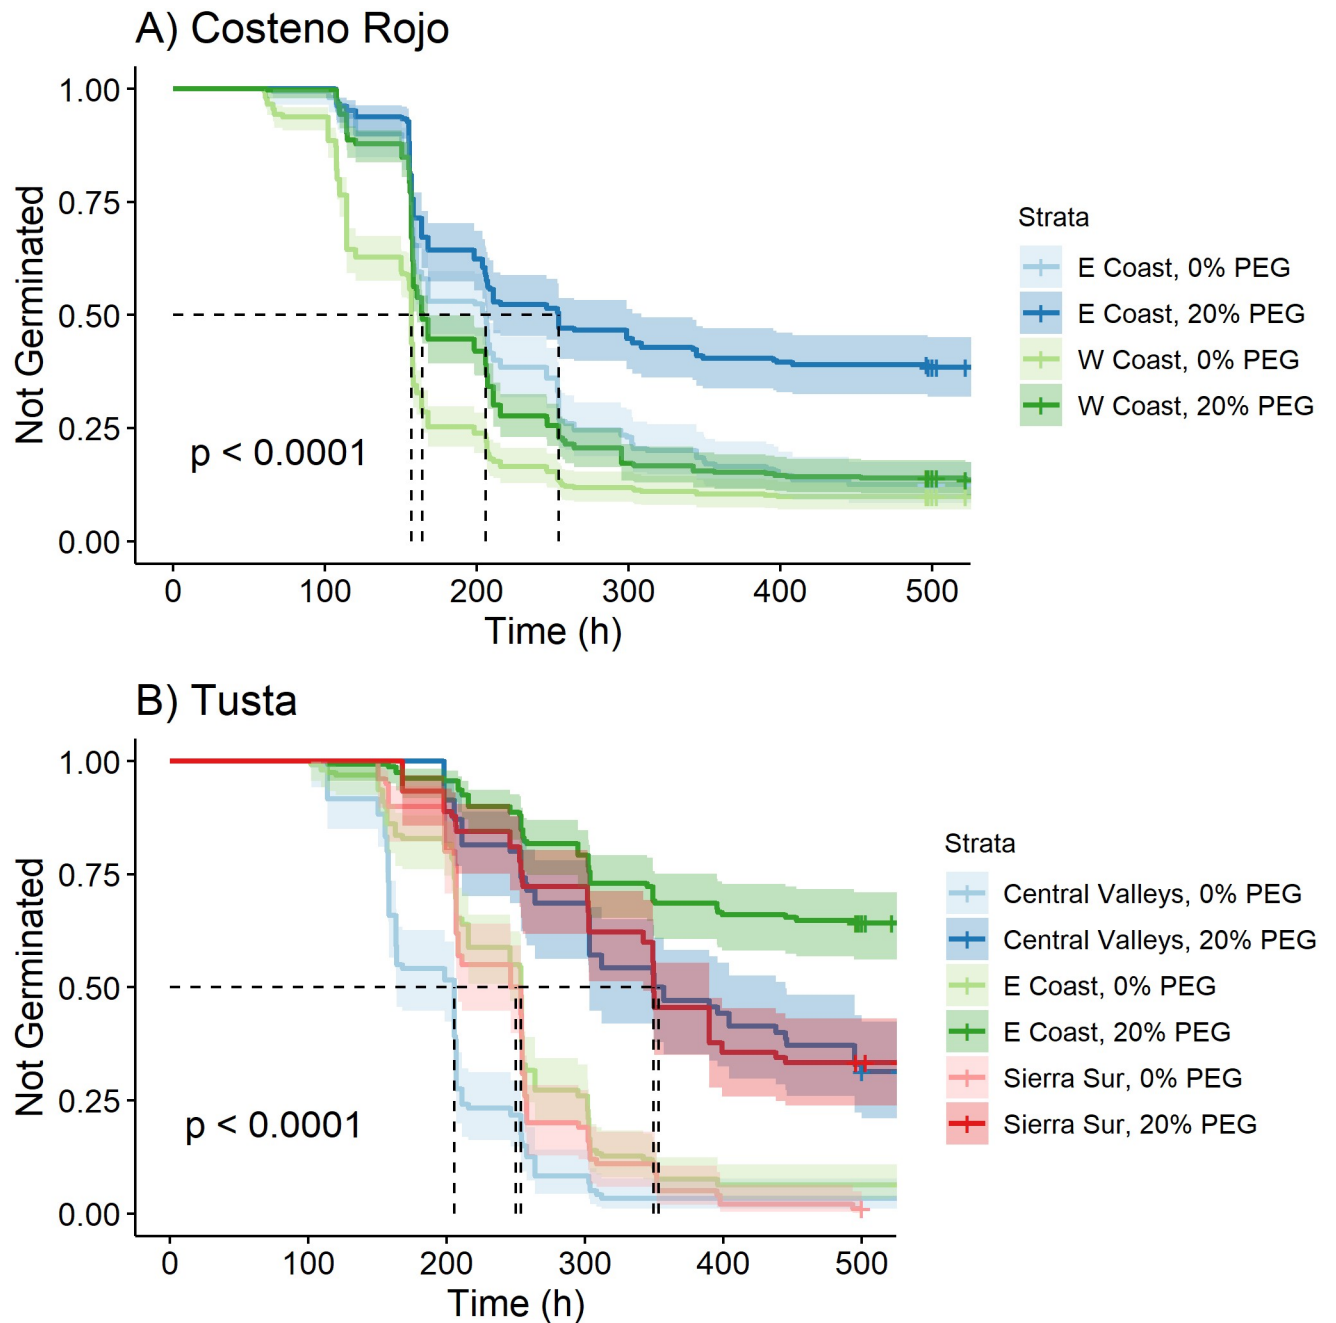 A) Costeno Rojo
Not Germinated
1.00
0.75
0.50
0.25
0.00
p < 0.0001
0 100 200 300 400 500
Time (h)
Strata
E Coast, 0% PEG
E Coast, 20% PEG
W Coast, 0% PEG
W Coast, 20% PEG
B) Tusta
Not Germinated
1.00
0.75
0.50
0.25
0.00
p < 0.0001
0 100 200 300 400 500
Time (h)
Strata
Central Valleys, 0% PEG
Central Valleys, 20% PEG
E Coast, 0% PEG
E Coast, 20% PEG
Sierra Sur, 0% PEG
Sierra Sur, 20% PEG